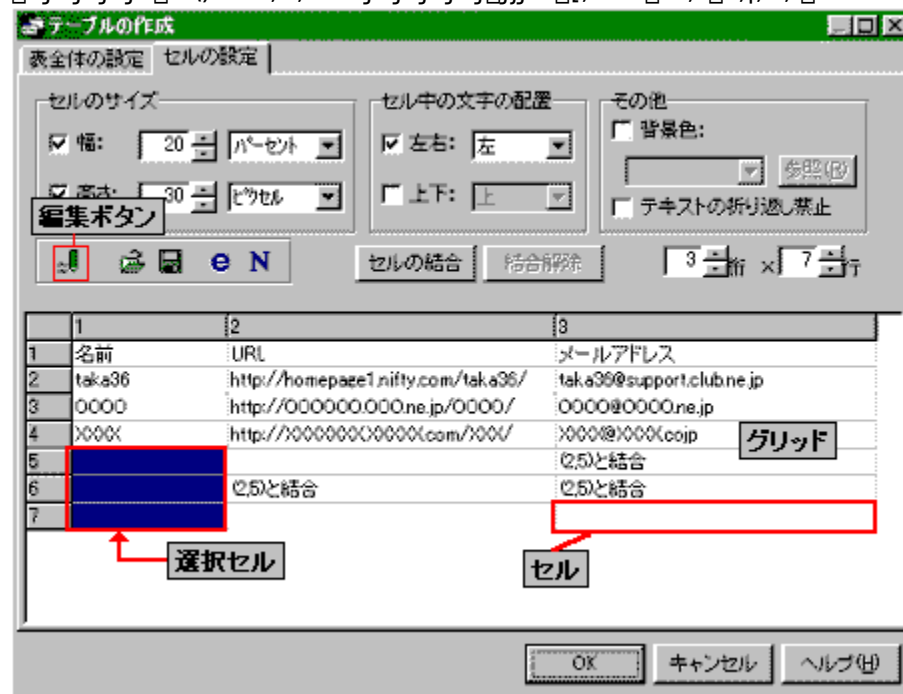 テーブルの作成
表全体の設定 セルの設定
セルのサイズ セル中の文字の配置 その他
幅: 20 パーセント 左右: 左 背景色:
参照(R)
高さ: 30 ピクセル 上下: 上 テキストの折り返し禁止
編集ボタン
e N セルの結合 結合解除 3 桁 × 7 行
1 2 3
1 名前 URL メールアドレス
2 taka36 http://homepage1.nifty.com/taka36/ taka36@support.club.ne.jp
3 OOOO http://OOOOOO.OOO.ne.jp/OOOO/ OOOO@OOOO.ne.jp
4 XXXX
グリッド
5 (2,5)と結合
6 (2,5)と結合 (2,5)と結合
7
選択セル セル
OK キャンセル ヘルプ(H)